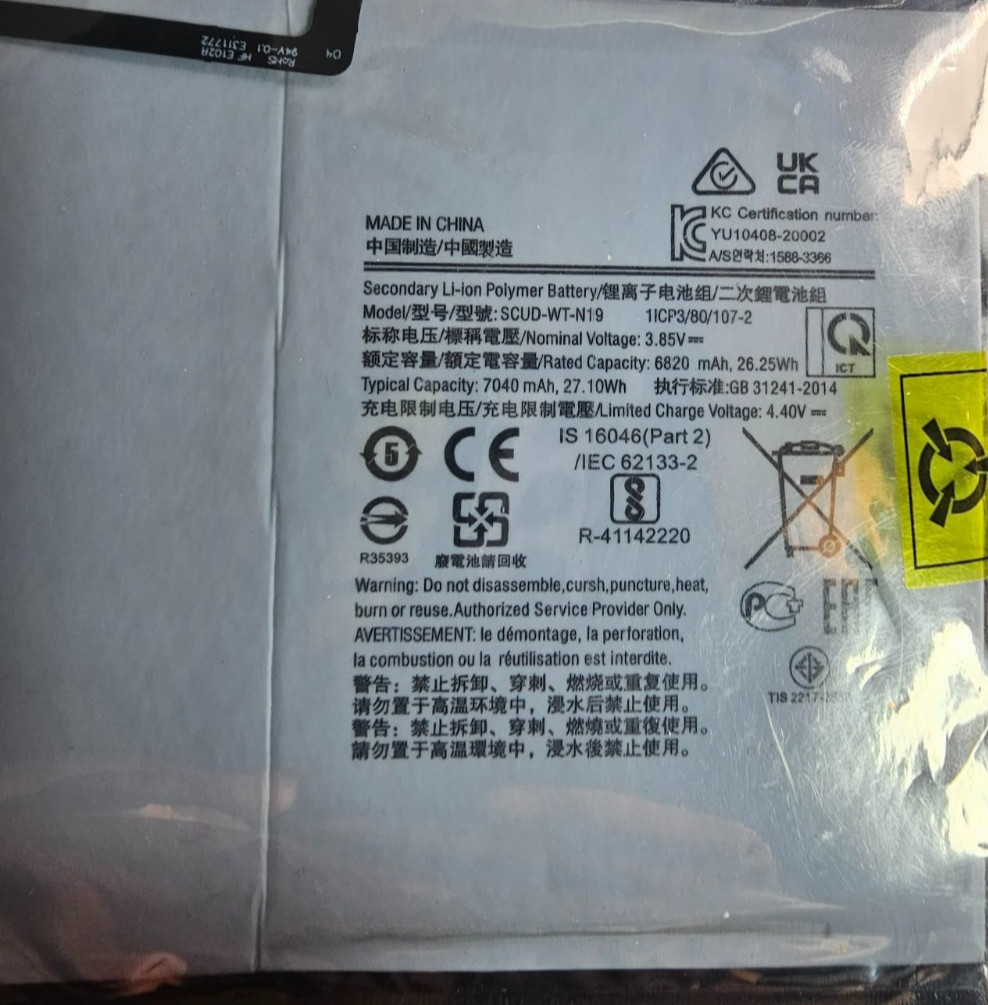 04
94V-0.1 E311772
RoHS HF E102R
UK
CA
KC Certification number:
YU10408-20002
A/S연락처:1588-3366
MADE IN CHINA
中国制造/中國製造
Secondary Li-ion Polymer Battery/锂离子电池组/二次鋰電池組
Model/型号/型號: SCUD-WT-N19 1ICP3/80/107-2
标称电压/標稱電壓/Nominal Voltage: 3.85V⎓
额定容量/額定電容量/Rated Capacity: 6820 mAh, 26.25Wh
ICT
Typical Capacity: 7040 mAh, 27.10Wh 执行标准:GB 31241-2014
充电限制电压/充电限制電壓/Limited Charge Voltage: 4.40V ⎓
5 CE
IS 16046(Part 2)
/IEC 62133-2
R-41142220
R35393 廢電池請回收
Warning: Do not disassemble,cursh,puncture,heat,
burn or reuse.Authorized Service Provider Only.
AVERTISSEMENT: le démontage, la perforation,
la combustion ou la réutilisation est interdite.
PCT EAC
TIS 2217-
警告：禁止拆卸、穿刺、燃烧或重复使用。
请勿置于高温环境中，浸水后禁止使用。
警告：禁止拆卸、穿刺、燃燒或重復使用。
請勿置于高溫環境中，浸水後禁止使用。